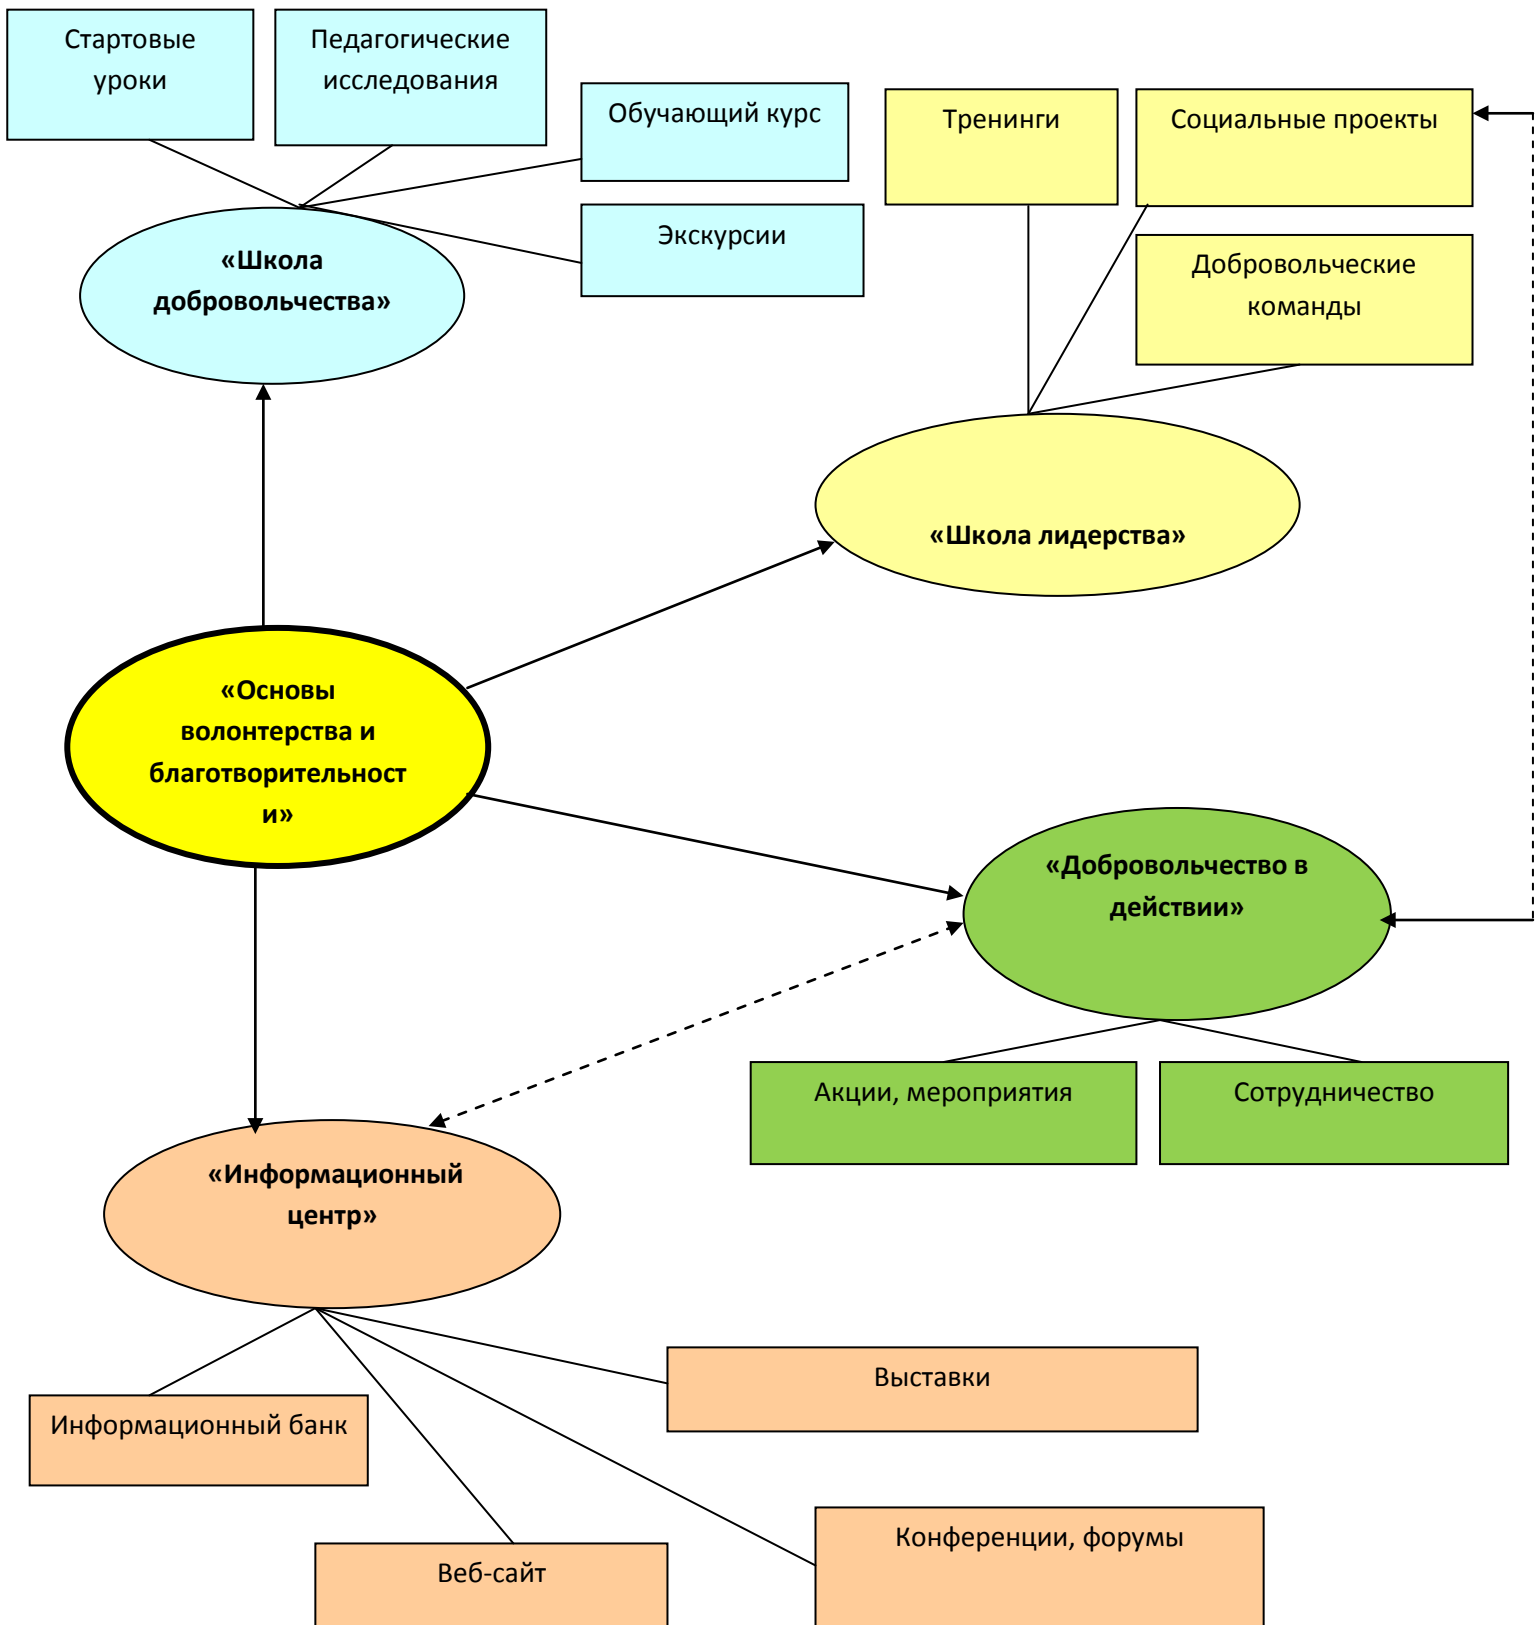 Стартовые
уроки
Педагогические
исследования
Обучающий курс
Экскурсии
Тренинги
Социальные проекты
Добровольческие
команды
«Школа
добровольчества»
«Школа лидерства»
«Основы
волонтерства и
благотворительност
и»
«Добровольчество в
действии»
Акции, мероприятия
Сотрудничество
«Информационный
центр»
Выставки
Информационный банк
Конференции, форумы
Веб-сайт